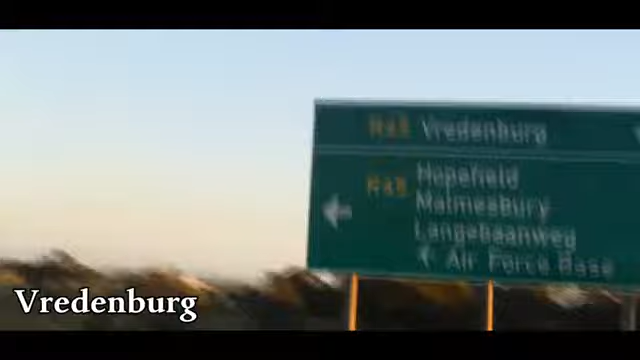 R45 Vredenburg
R45 Hopefield
Malmesbury
Langebaanweg
Air Force Base
Vredenburg